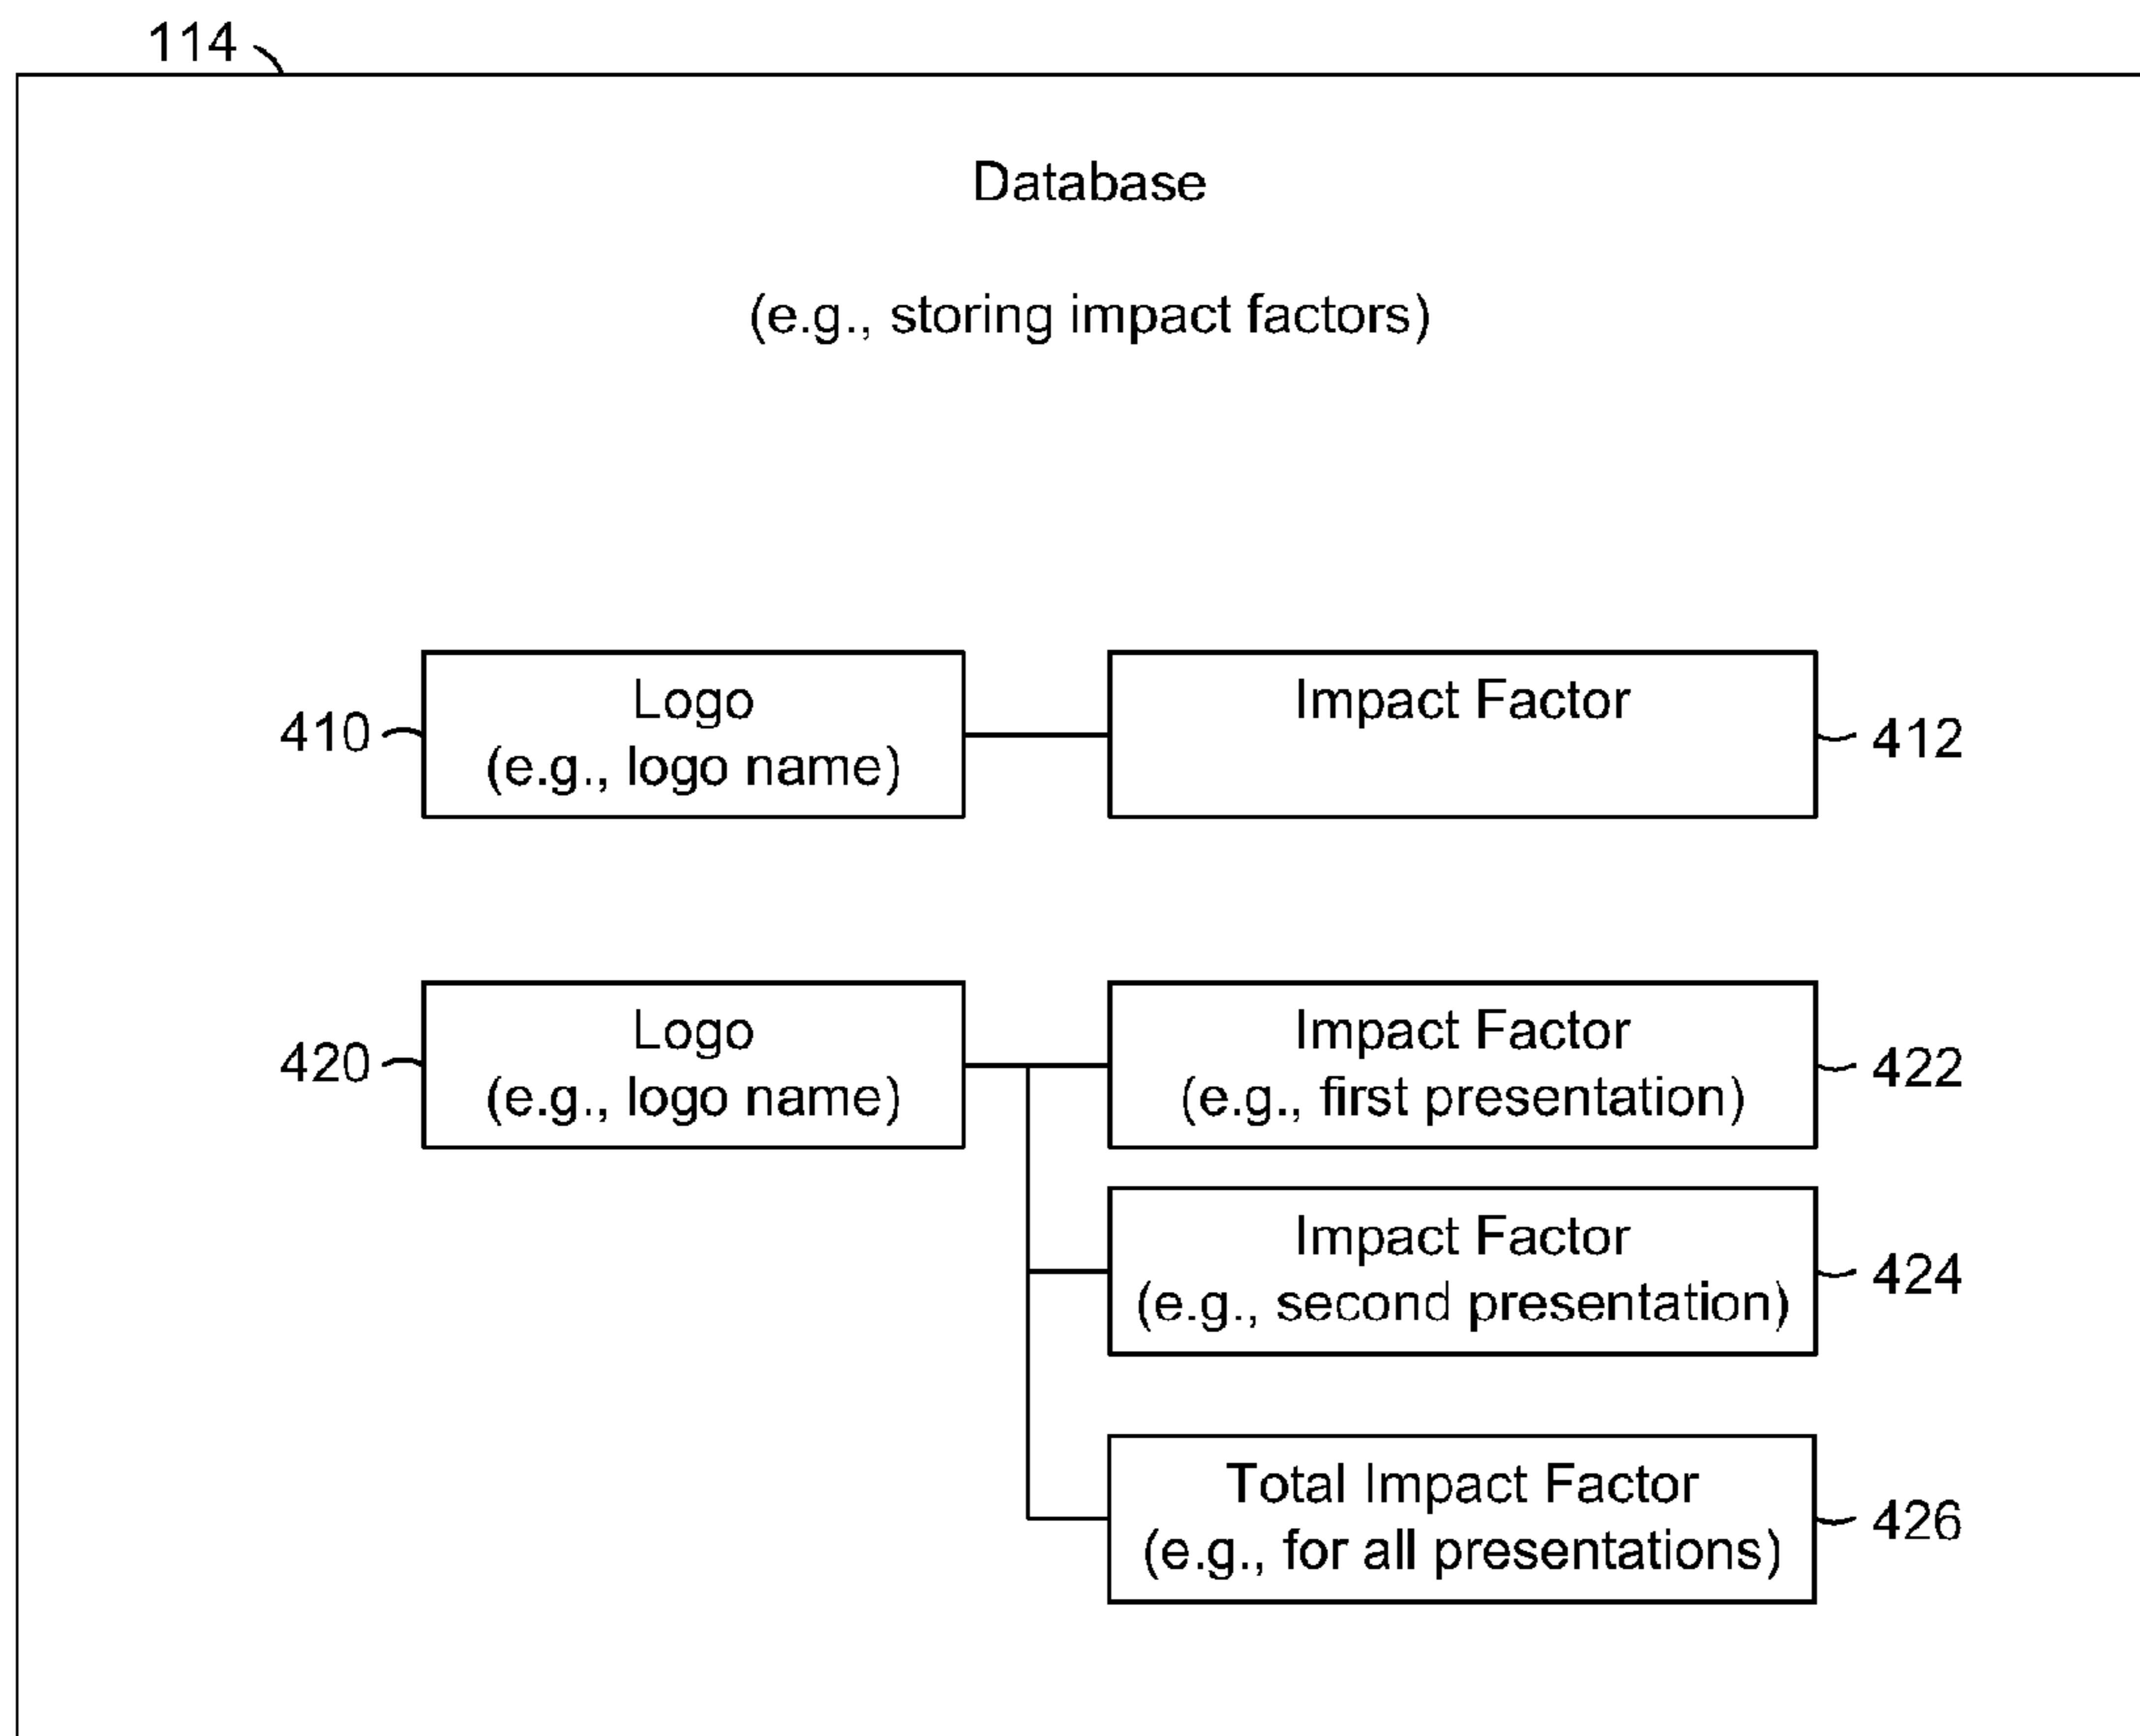 114
Database
(e.g., storing impact factors)
Logo
(e.g., logo name)
410
Impact Factor
412
Logo
(e.g., logo name)
420
Impact Factor
(e.g., first presentation)
422
Impact Factor
(e.g., second presentation)
424
Total Impact Factor
(e.g., for all presentations)
426